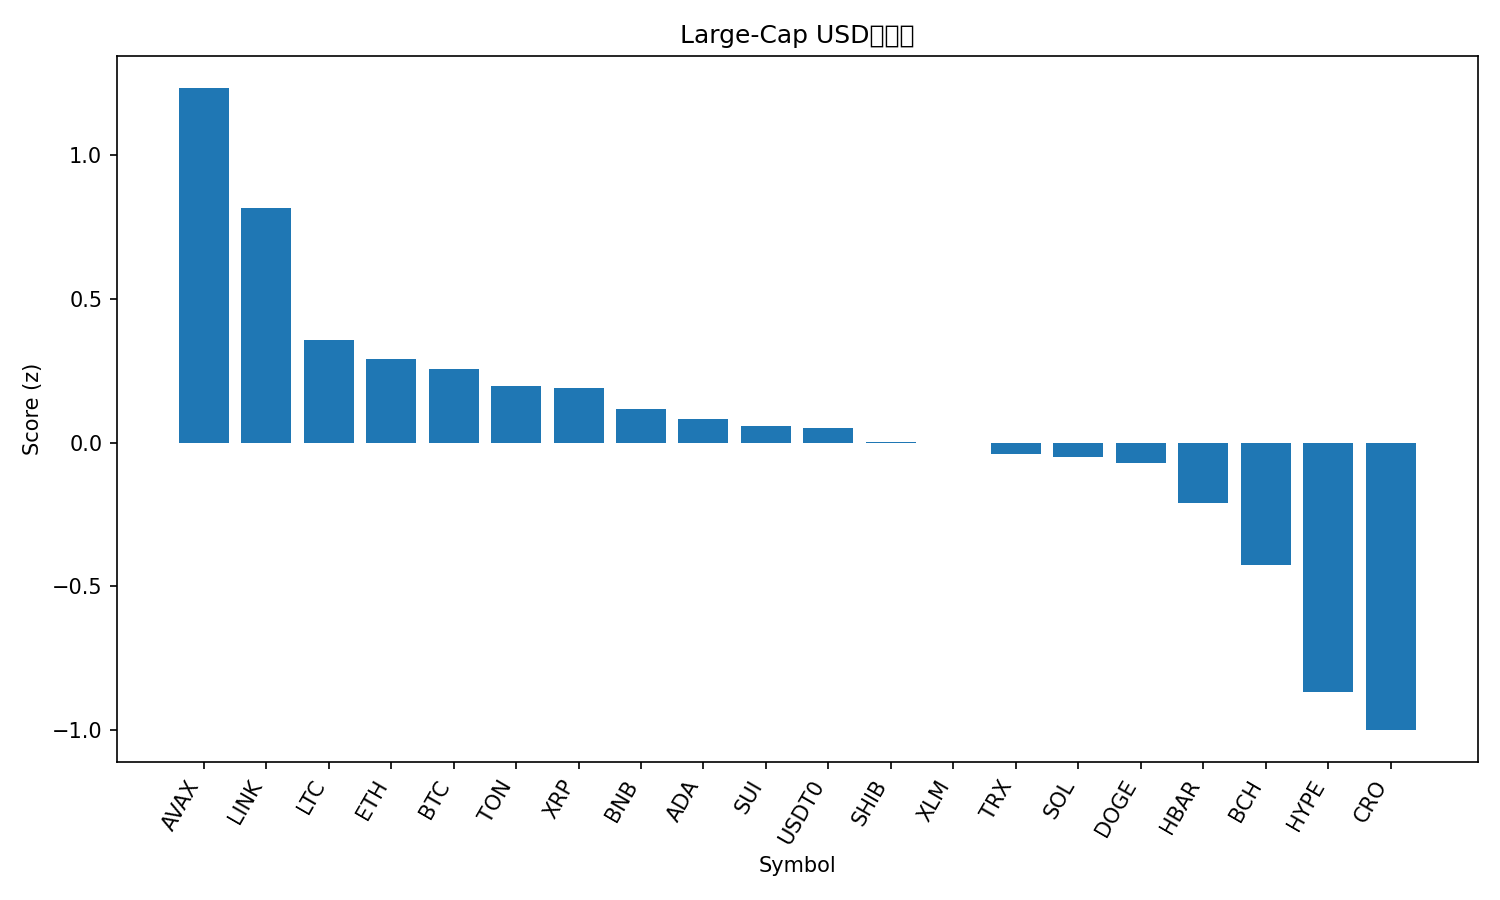 Large-Cap USD
Score (z)
1.0
0.5
0.0
−0.5
−1.0
AVAX
LINK
LTC
ETH
BTC
TON
XRP
BNB
ADA
SUI
USDT0
SHIB
XLM
TRX
SOL
DOGE
HBAR
BCH
HYPE
CRO
Symbol